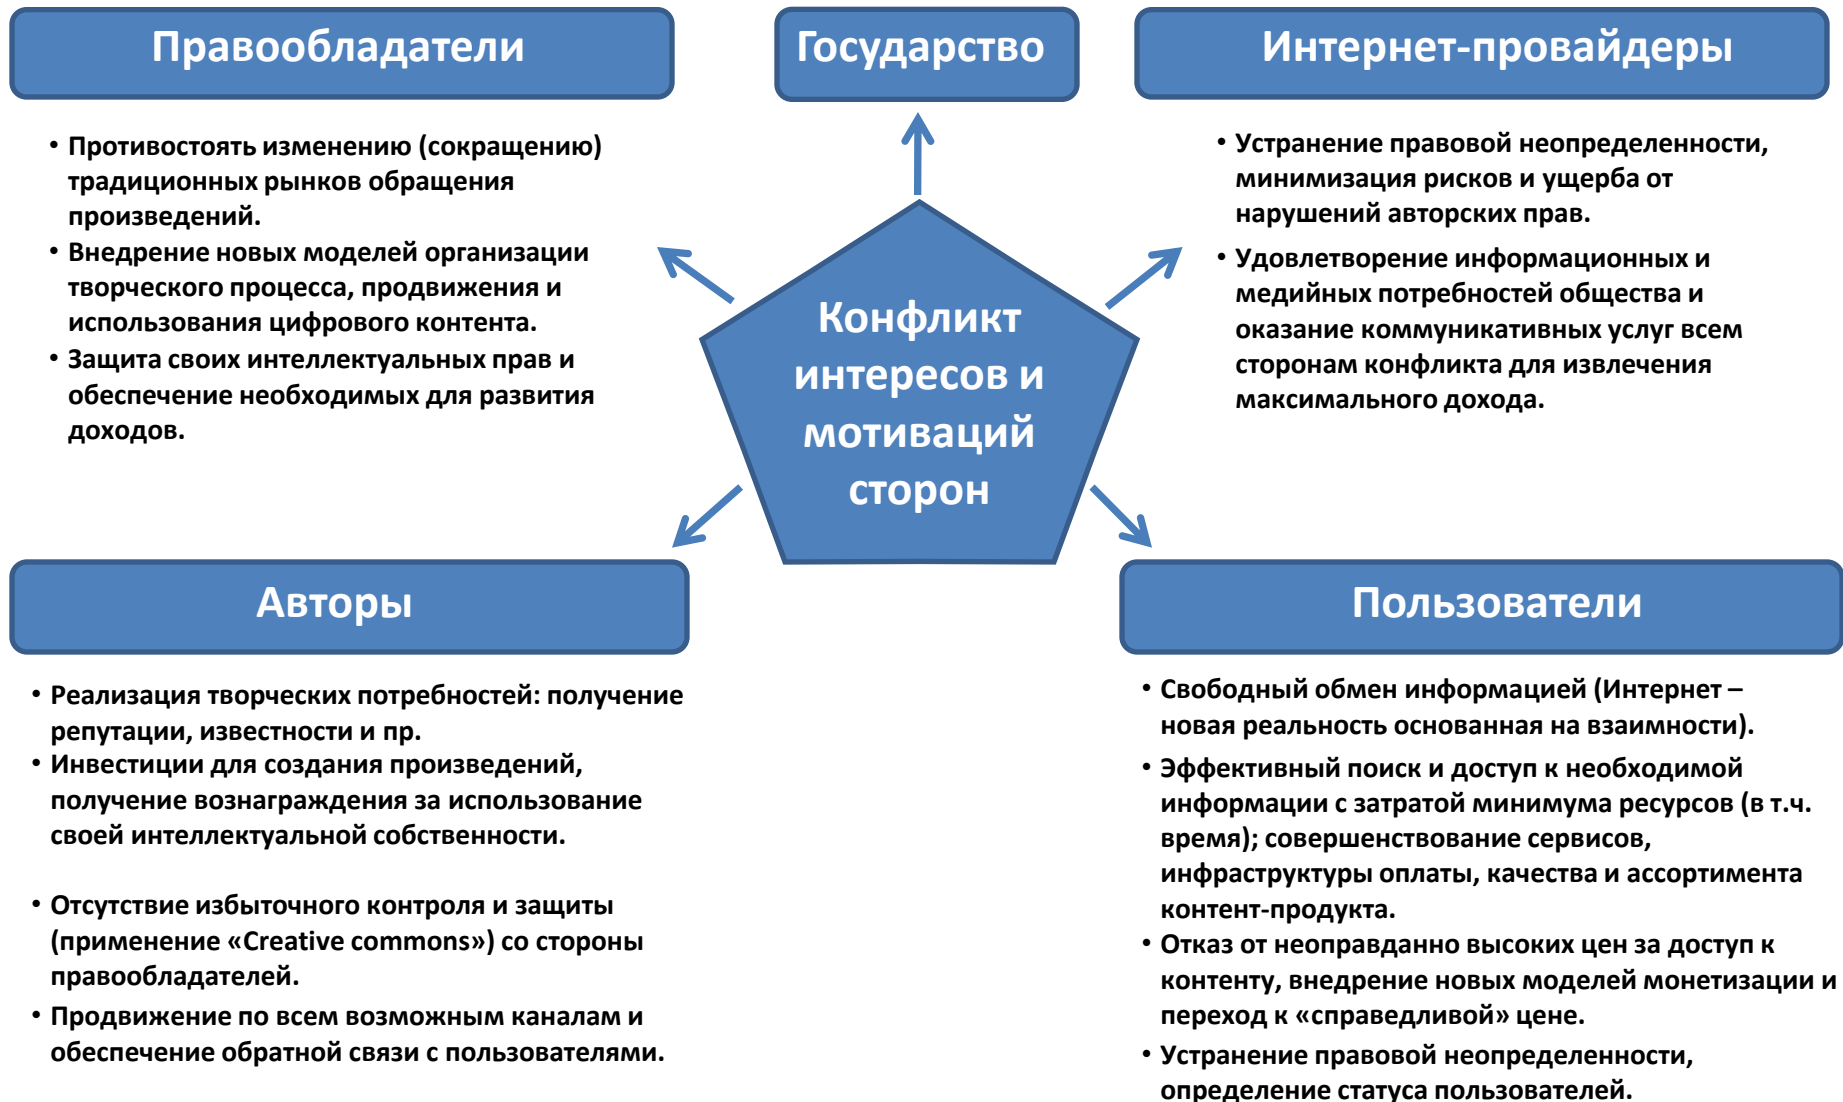 Правообладатели
Государство
Интернет-провайдеры
• Противостоять изменению (сокращению)
традиционных рынков обращения
произведений.
• Внедрение новых моделей организации
творческого процесса, продвижения и
использования цифрового контента.
• Защита своих интеллектуальных прав и
обеспечение необходимых для развития
доходов.
Конфликт
интересов и
мотиваций
сторон
• Устранение правовой неопределенности,
минимизация рисков и ущерба от
нарушений авторских прав.
• Удовлетворение информационных и
медийных потребностей общества и
оказание коммуникативных услуг всем
сторонам конфликта для извлечения
максимального дохода.
Авторы
• Реализация творческих потребностей: получение
репутации, известности и пр.
• Инвестиции для создания произведений,
получение вознаграждения за использование
своей интеллектуальной собственности.
• Отсутствие избыточного контроля и защиты
(применение «Creative commons») со стороны
правообладателей.
• Продвижение по всем возможным каналам и
обеспечение обратной связи с пользователями.
Пользователи
• Свободный обмен информацией (Интернет –
новая реальность основанная на взаимности).
• Эффективный поиск и доступ к необходимой
информации с затратой минимума ресурсов (в т.ч.
время); совершенствование сервисов,
инфраструктуры оплаты, качества и ассортимента
контент-продукта.
• Отказ от неоправданно высоких цен за доступ к
контенту, внедрение новых моделей монетизации и
переход к «справедливой» цене.
• Устранение правовой неопределенности,
определение статуса пользователей.